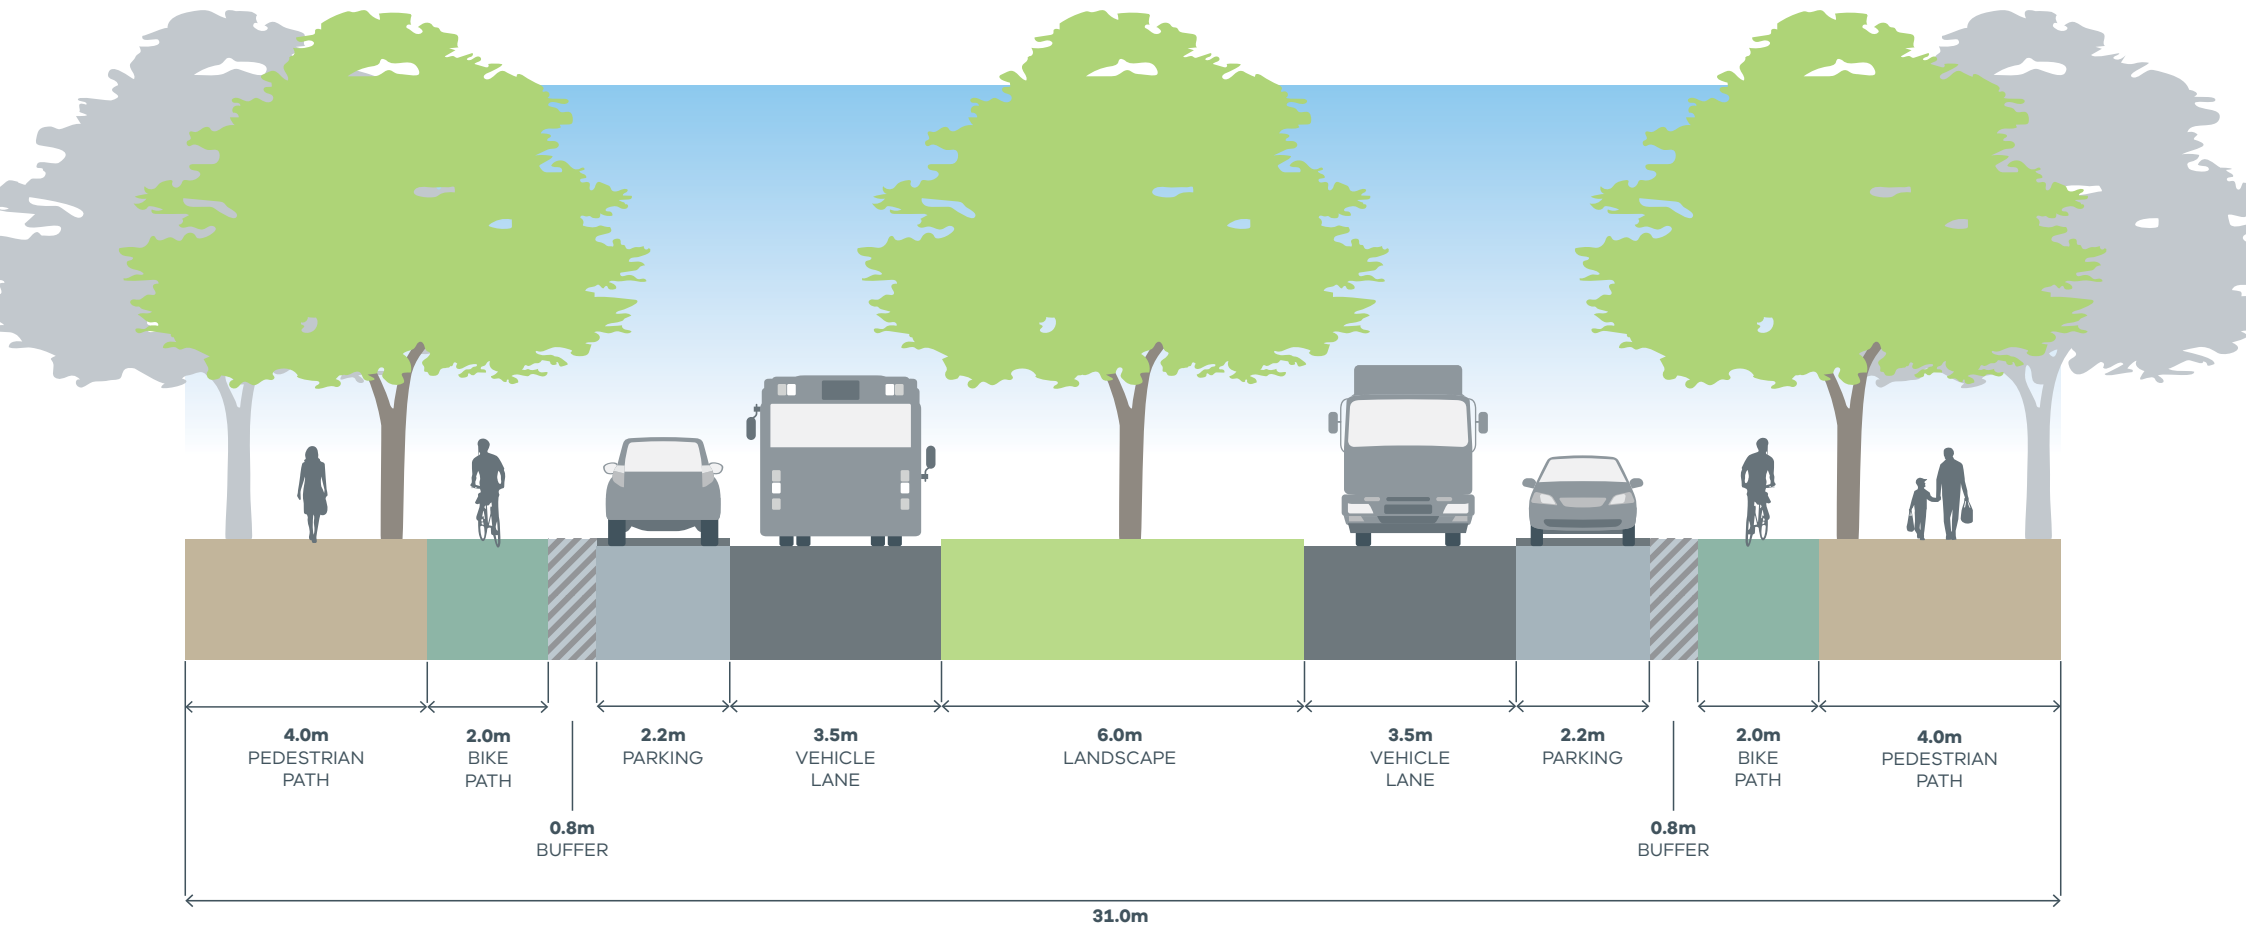 4.0m
PEDESTRIAN
PATH
2.0m
BIKE
PATH
0.8m
BUFFER
2.2m
PARKING
3.5m
VEHICLE
LANE
6.0m
LANDSCAPE
3.5m
VEHICLE
LANE
2.2m
PARKING
0.8m
BUFFER
2.0m
BIKE
PATH
4.0m
PEDESTRIAN
PATH
31.0m